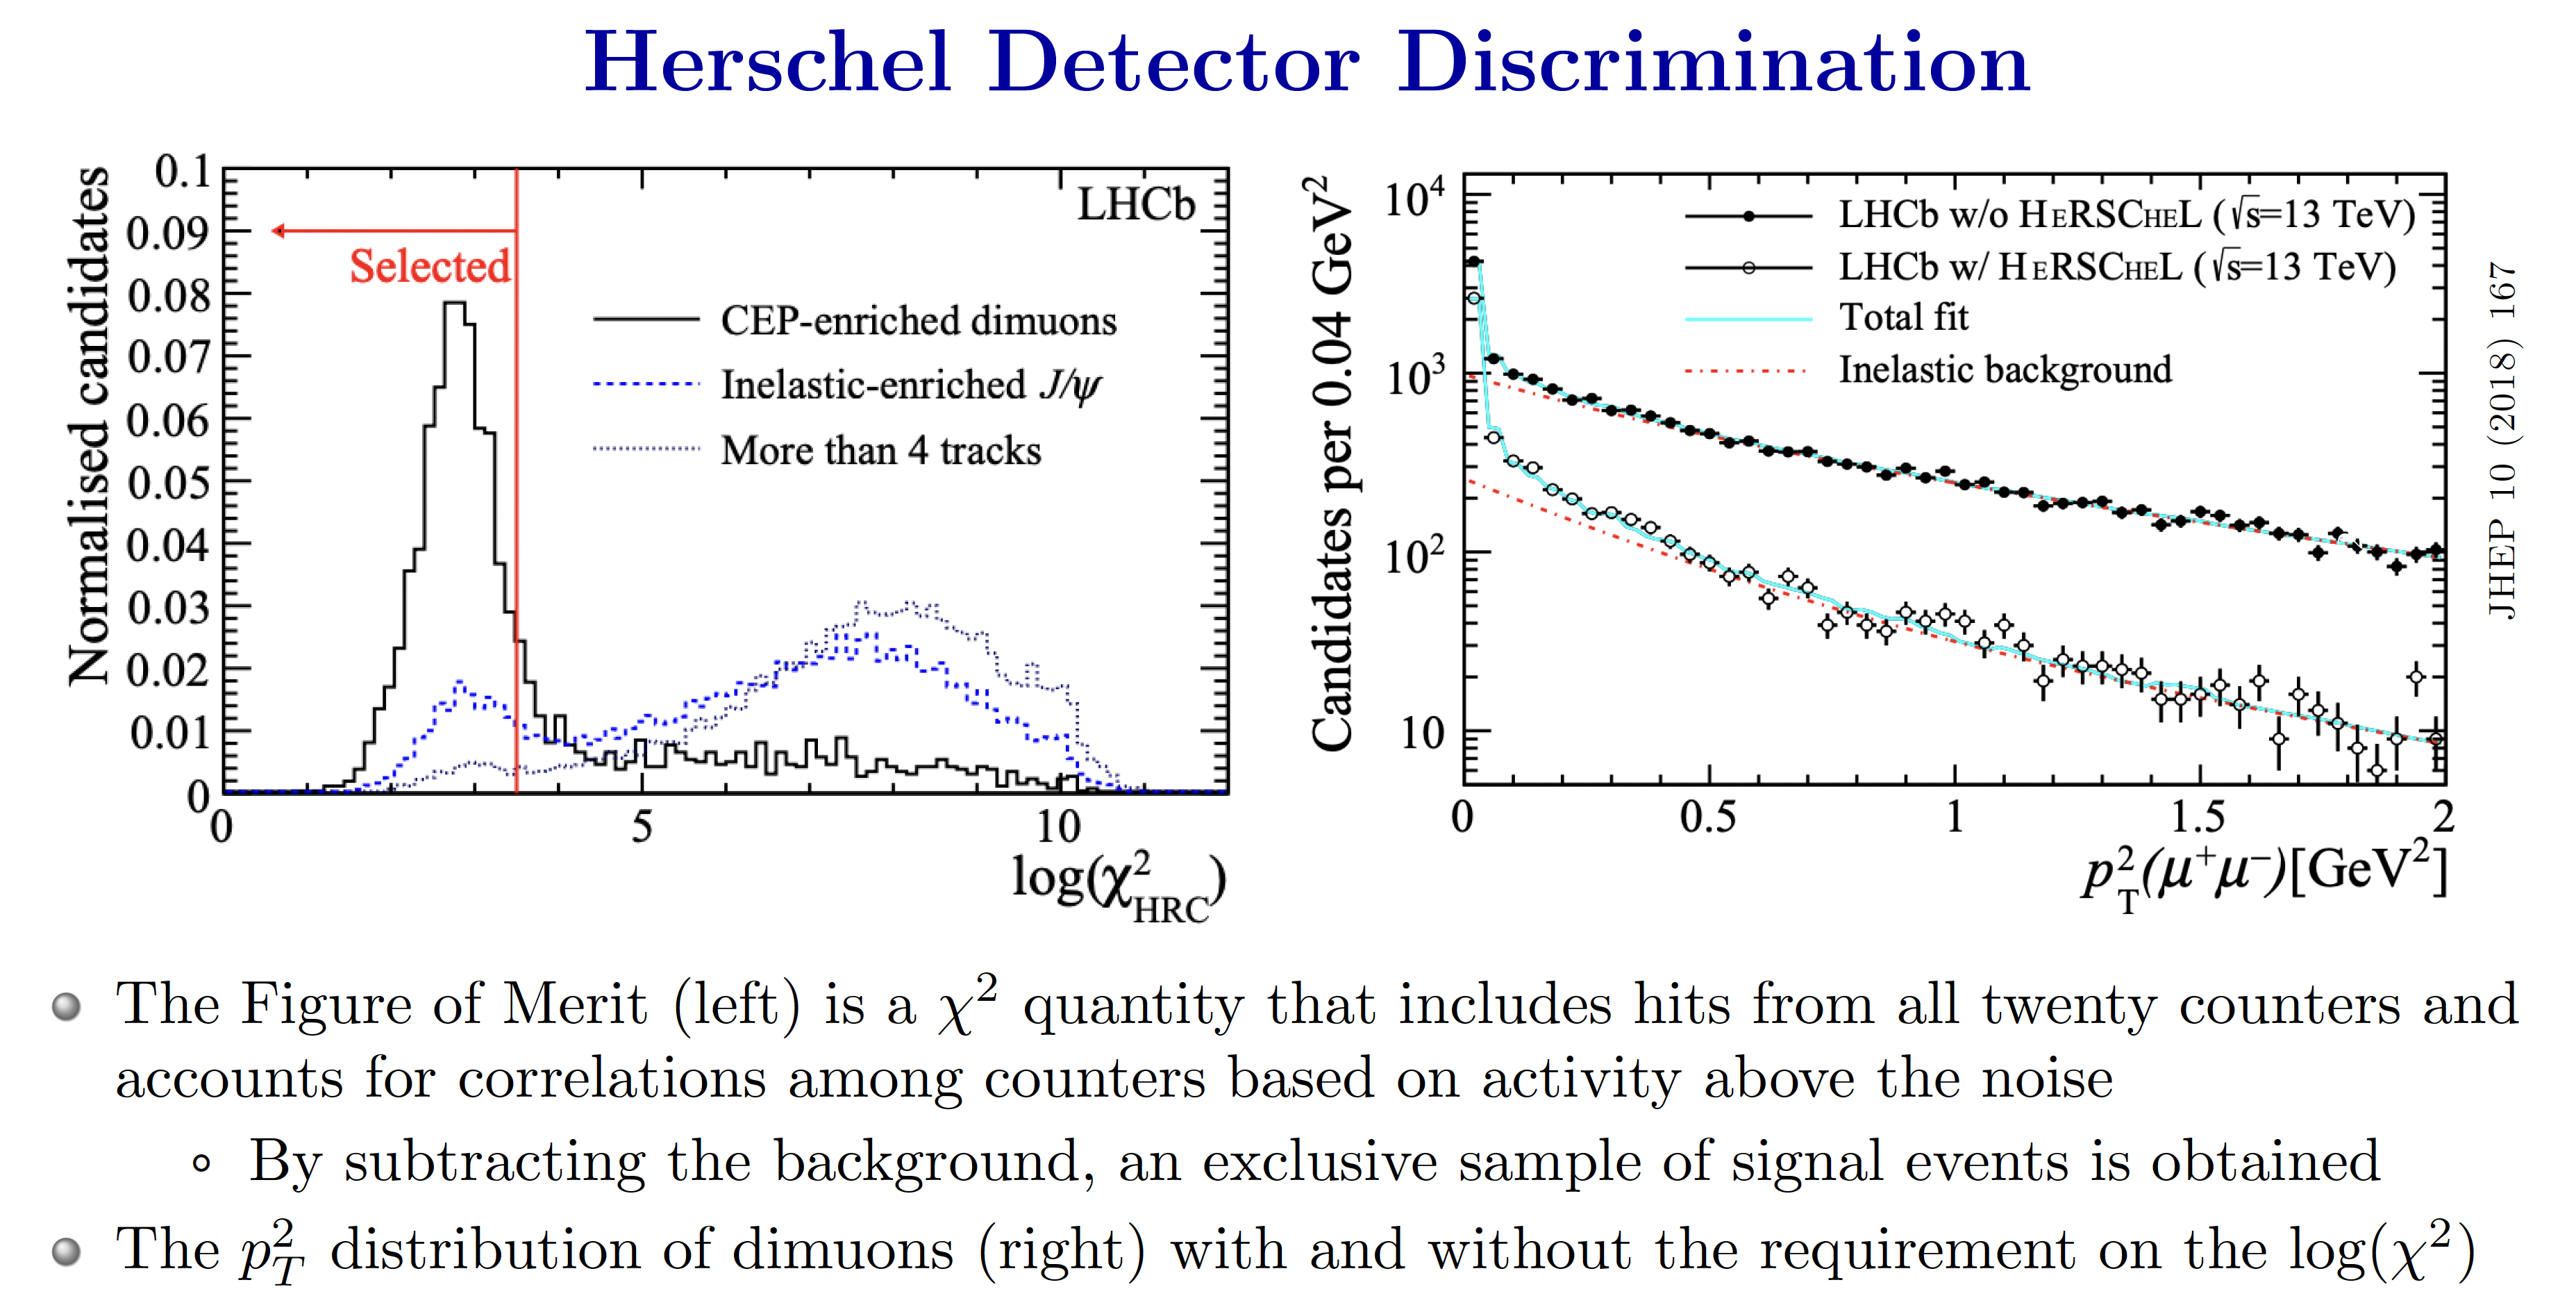 Herschel Detector Discrimination
Normalised candidates
0.1
0.09
0.08
0.07
0.06
0.05
0.04
0.03
0.02
0.01
0
0 5 10
log(χ²_HRC)
LHCb
Selected
CEP-enriched dimuons
Inelastic-enriched J/ψ
More than 4 tracks
Candidates per 0.04 GeV²
10⁴
10³
10²
10
0 0.5 1 1.5 2
p²_T(μ⁺μ⁻)[GeV²]
LHCb w/o HERSCHEL (√s=13 TeV)
LHCb w/ HERSCHEL (√s=13 TeV)
Total fit
Inelastic background
JHEP 10 (2018) 167
The Figure of Merit (left) is a χ² quantity that includes hits from all twenty counters and
accounts for correlations among counters based on activity above the noise
By subtracting the background, an exclusive sample of signal events is obtained
The p²_T distribution of dimuons (right) with and without the requirement on the log(χ²)